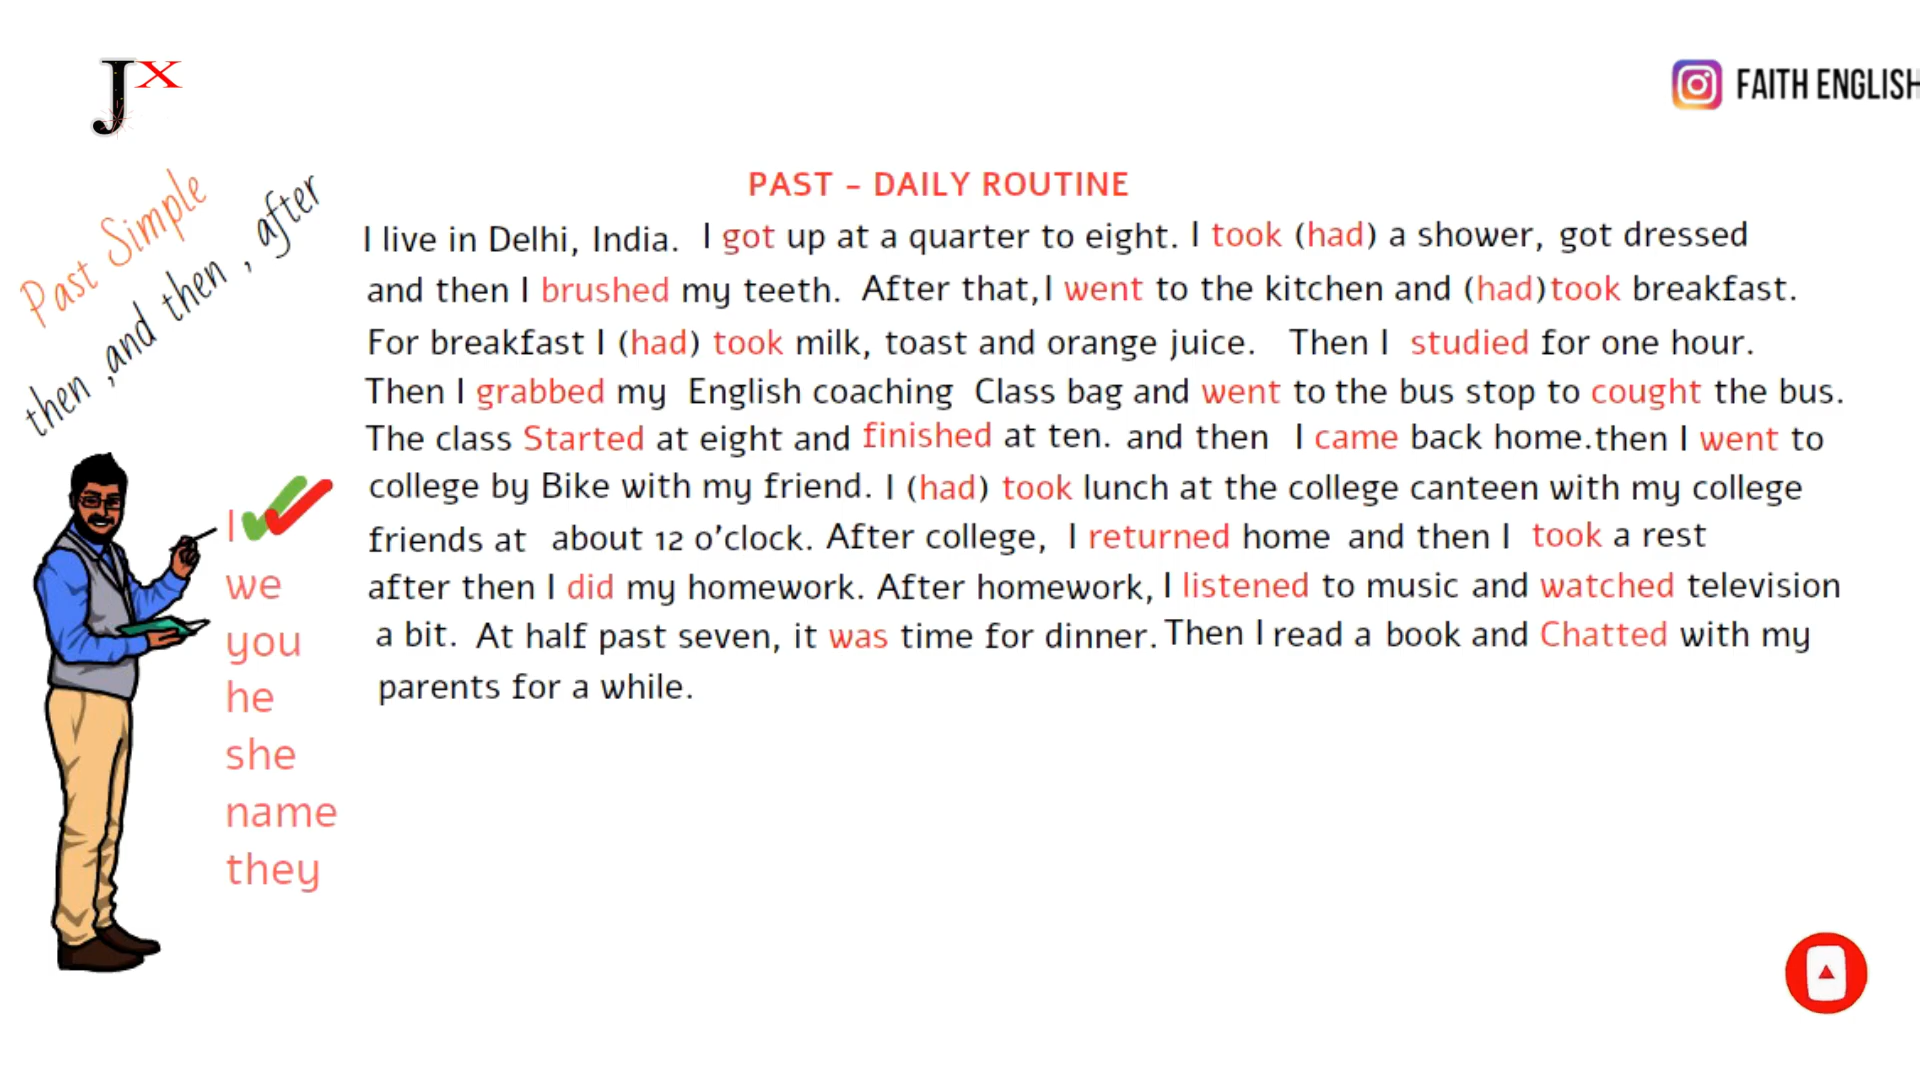 JX
FAITH ENGLISH
Past Simple
then ,and then , after
PAST – DAILY ROUTINE
I live in Delhi, India. I got up at a quarter to eight. I took (had) a shower, got dressed
and then I brushed my teeth. After that,I went to the kitchen and (had)took breakfast.
For breakfast I (had) took milk, toast and orange juice. Then I studied for one hour.
Then I grabbed my English coaching Class bag and went to the bus stop to cought the bus.
The class Started at eight and finished at ten. and then I came back home.then I went to
college by Bike with my friend. I (had) took lunch at the college canteen with my college
friends at about 12 o'clock. After college, I returned home and then I took a rest
after then I did my homework. After homework, I listened to music and watched television
a bit. At half past seven, it was time for dinner. Then I read a book and Chatted with my
parents for a while.
I
we
you
he
she
name
they